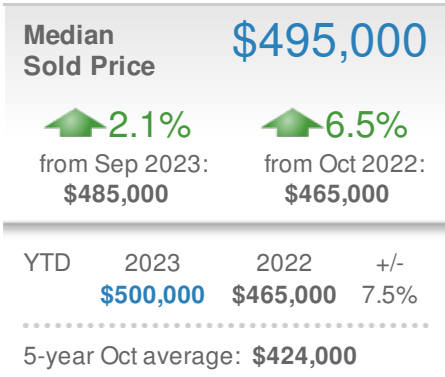 Median
Sold Price
$495,000
2.1%
from Sep 2023:
$485,000
6.5%
from Oct 2022:
$465,000
YTD 2023 2022 +/-
$500,000 $465,000 7.5%
5-year Oct average: $424,000